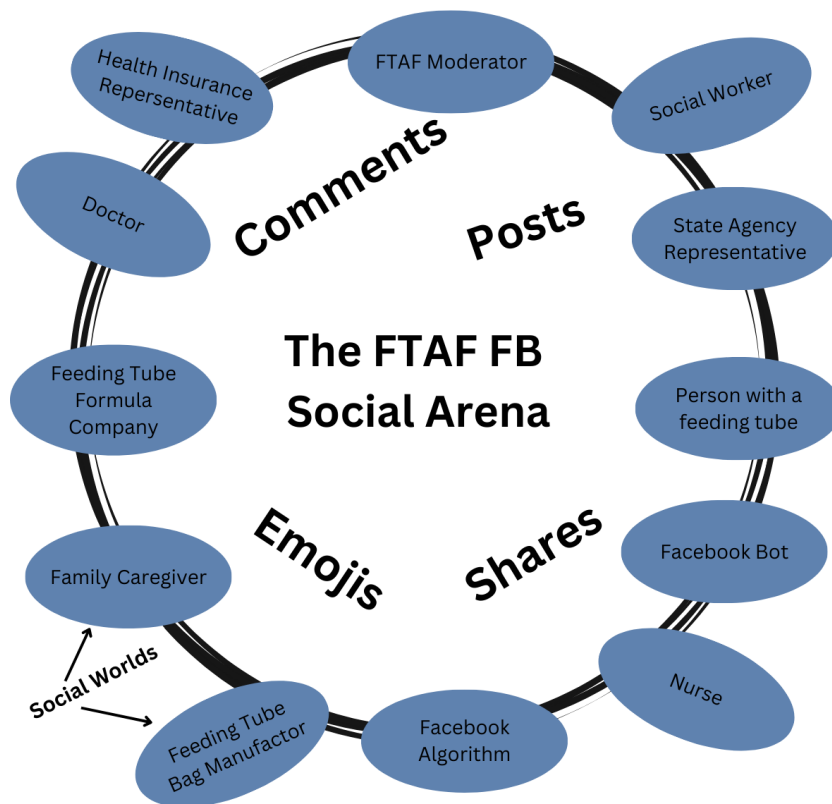 FTAF Moderator
Health Insurance
Repersentative
Social Worker
Doctor
Comments
Posts
State Agency
Representative
The FTAF FB
Social Arena
Feeding Tube
Formula
Company
Person with a
feeding tube
Emojis
Shares
Facebook Bot
Family Caregiver
Social Worlds
Nurse
Feeding Tube
Bag Manufactor
Facebook
Algorithm